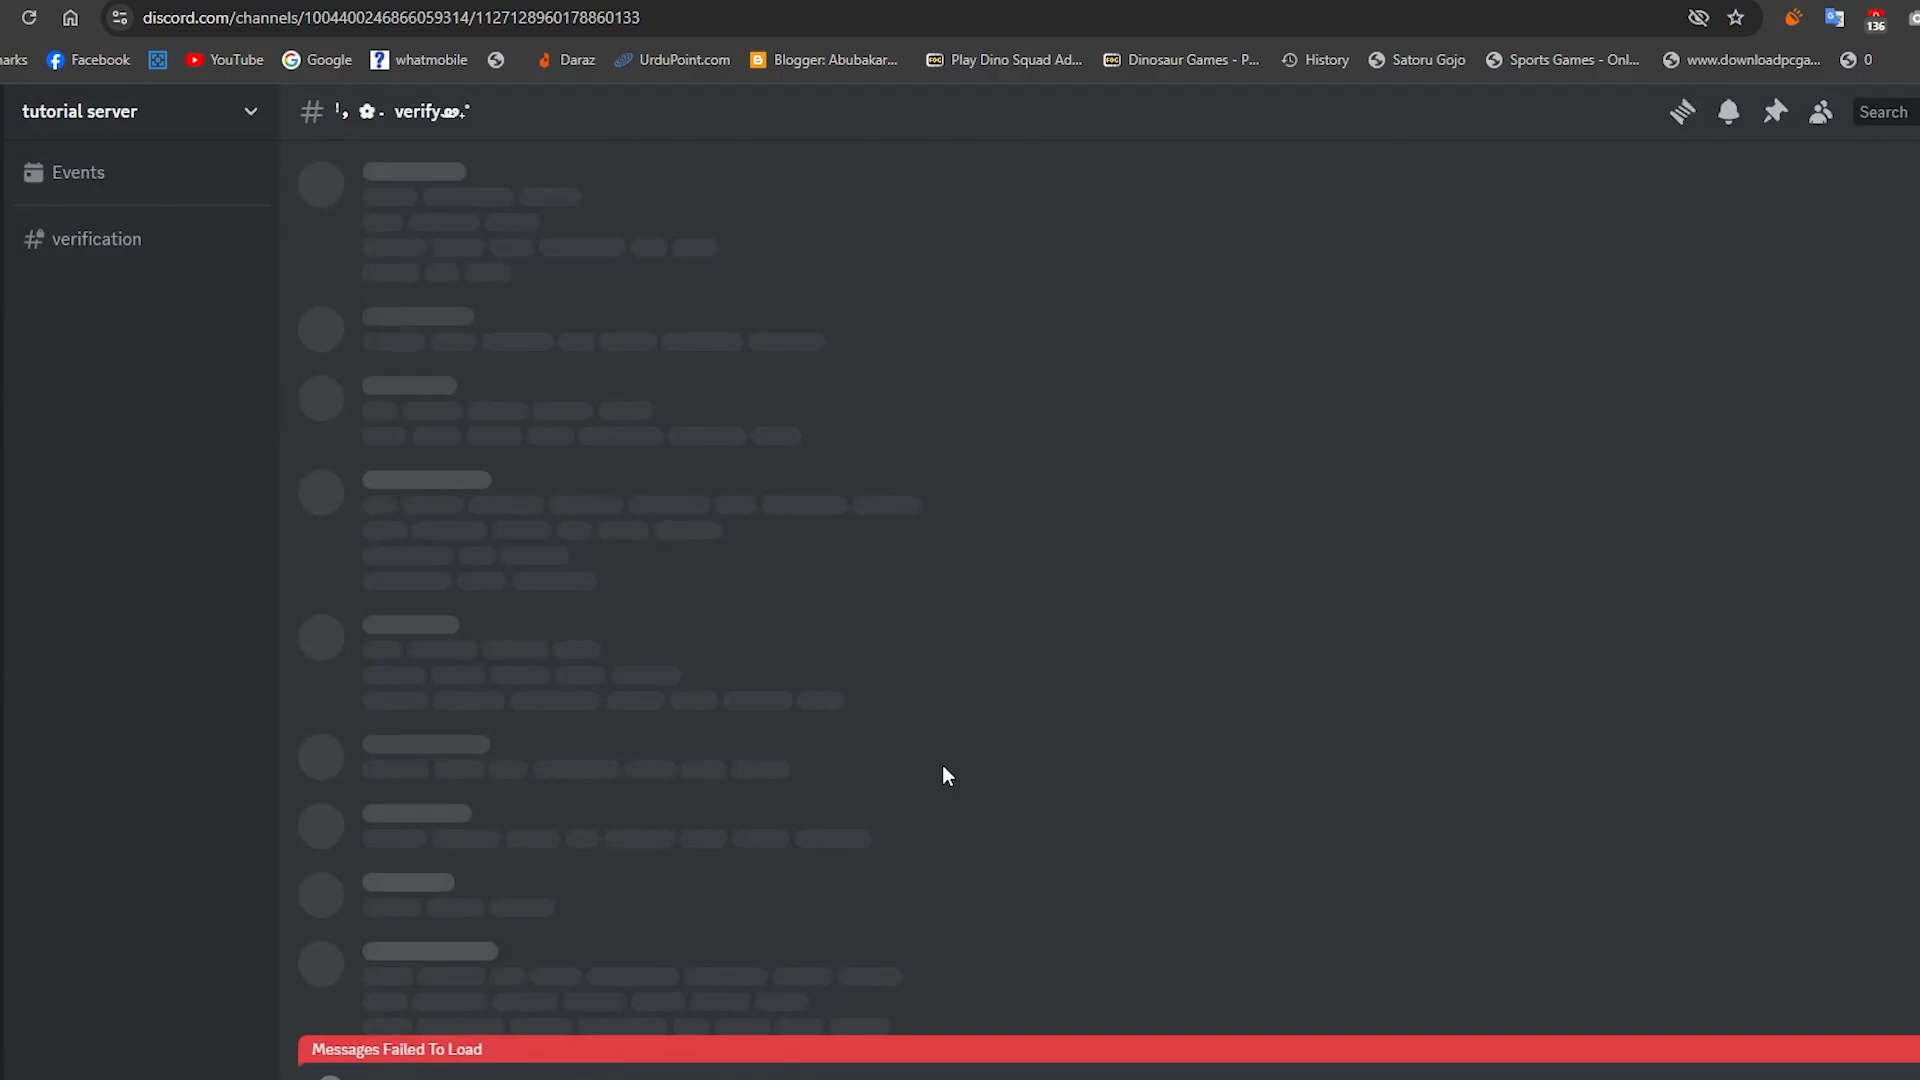 discord.com/channels/1004400246866059314/1127128960178860133
136
arks Facebook YouTube Google whatmobile Daraz UrduPoint.com Blogger: Abubakar... Play Dino Squad Ad... Dinosaur Games - P... History Satoru Gojo Sports Games - Onl... www.downloadpcga... 0
tutorial server
verify
Search
Events
verification
Messages Failed To Load